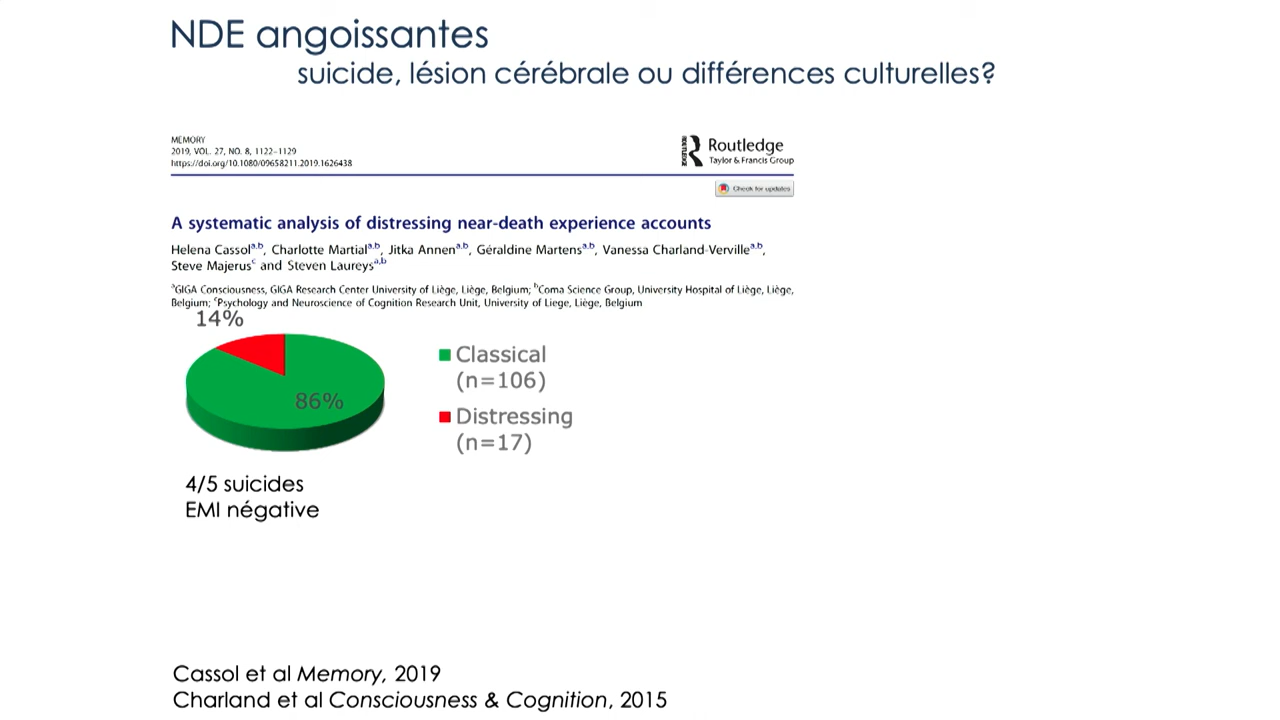 NDE angoissantes
suicide, lésion cérébrale ou différences culturelles?
MEMORY
2019, VOL. 27, NO. 8, 1122–1129
https://doi.org/10.1080/09658211.2019.1626438
ROUTLEDGE
Routledge
Taylor & Francis Group
Check for updates
A systematic analysis of distressing near-death experience accounts
Helena Cassol a,b, Charlotte Martial a,b, Jitka Annen a,b, Géraldine Martens a,b, Vanessa Charland-Verville a,b,
Steve Majerus c and Steven Laureys a,b
aGIGA Consciousness, GIGA Research Center University of Liège, Liège, Belgium; bComa Science Group, University Hospital of Liège, Liège,
Belgium; cPsychology and Neuroscience of Cognition Research Unit, University of Liege, Liège, Belgium
14%
86%
Classical
(n=106)
Distressing
(n=17)
4/5 suicides
EMI négative
Cassol et al Memory, 2019
Charland et al Consciousness & Cognition, 2015